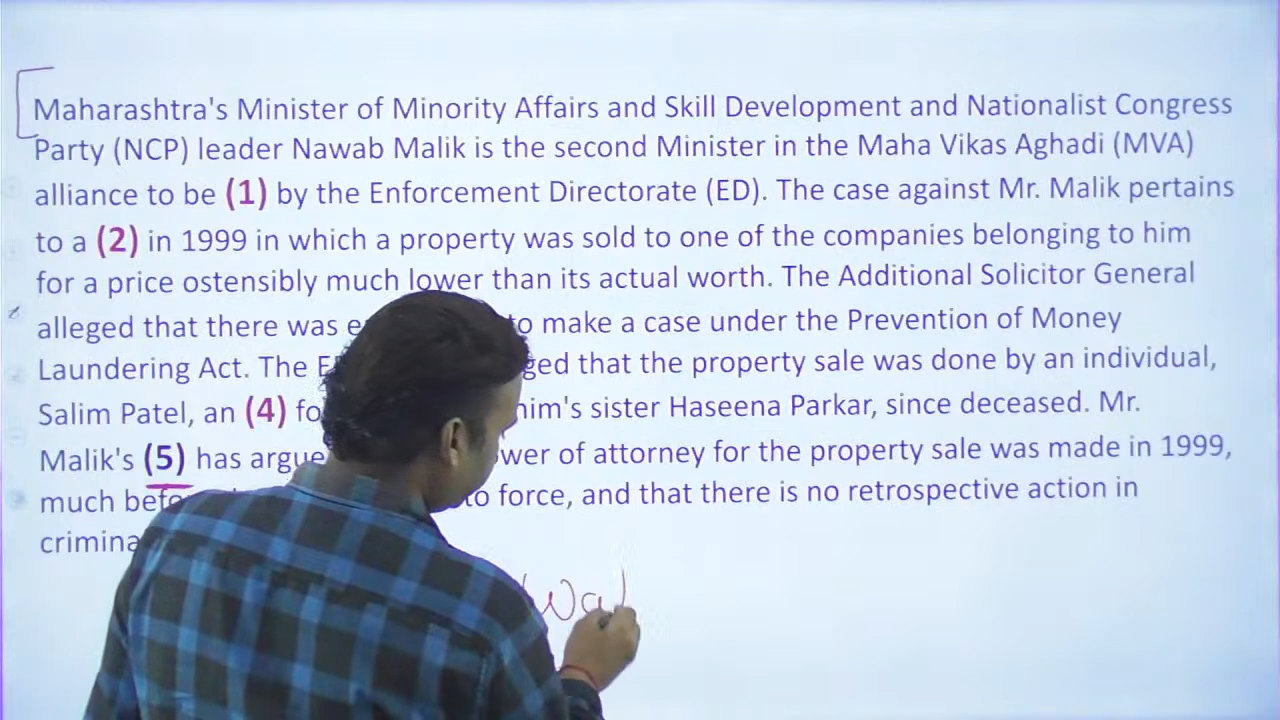 Maharashtra's Minister of Minority Affairs and Skill Development and Nationalist Congress
Party (NCP) leader Nawab Malik is the second Minister in the Maha Vikas Aghadi (MVA)
alliance to be (1) by the Enforcement Directorate (ED). The case against Mr. Malik pertains
to a (2) in 1999 in which a property was sold to one of the companies belonging to him
for a price ostensibly much lower than its actual worth. The Additional Solicitor General
alleged that there was to make a case under the Prevention of Money
Laundering Act. The that the property sale was done by an individual,
Salim Patel, an (4) sister Haseena Parkar, since deceased. Mr.
Malik's (5) has of attorney for the property sale was made in 1999,
much to force, and that there is no retrospective action in